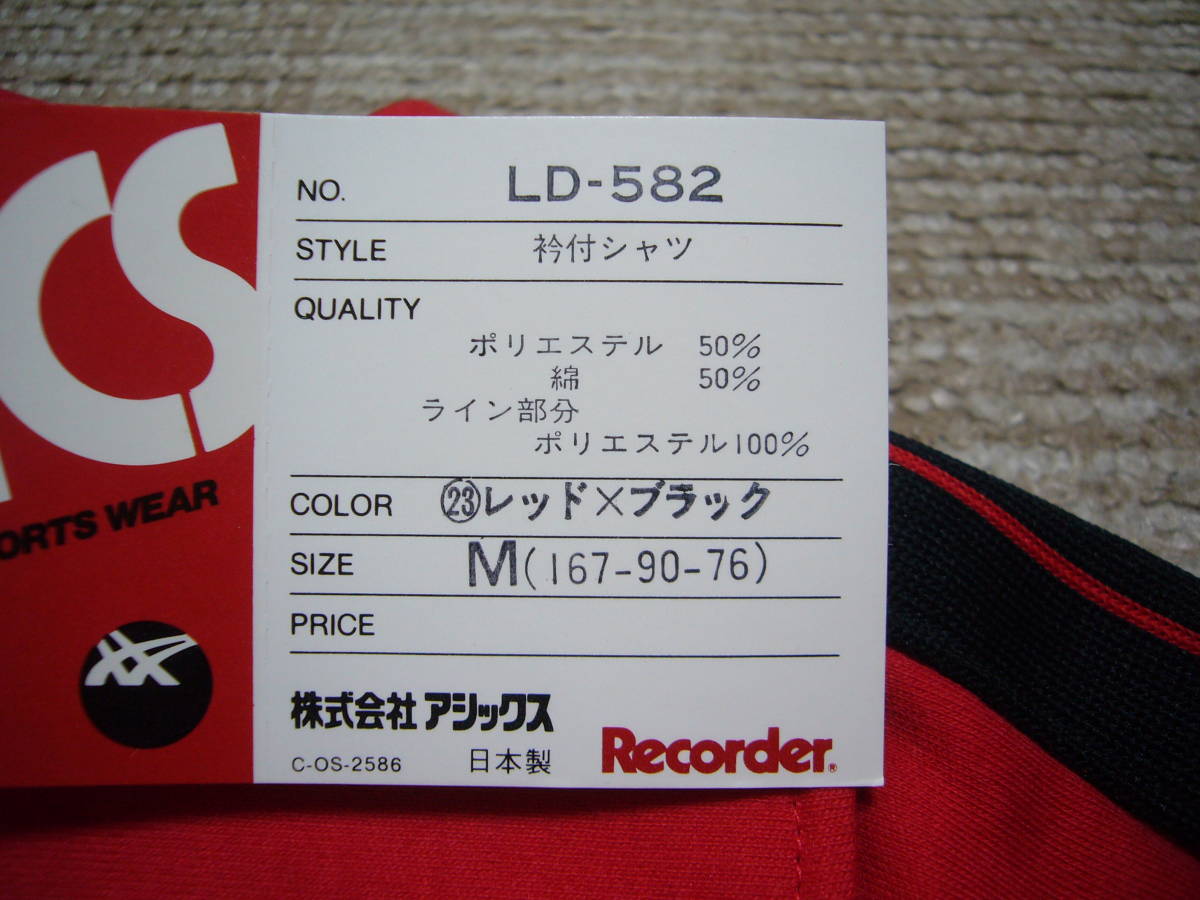 CS
SPORTS WEAR
NO. LD-582
STYLE 衿付シャツ
QUALITY
ポリエステル 50%
綿 50%
ライン部分
ポリエステル100%
COLOR ㉓レッド×ブラック
SIZE M(167-90-76)
PRICE
株式会社アシックス
C-OS-2586 日本製 Recorder®